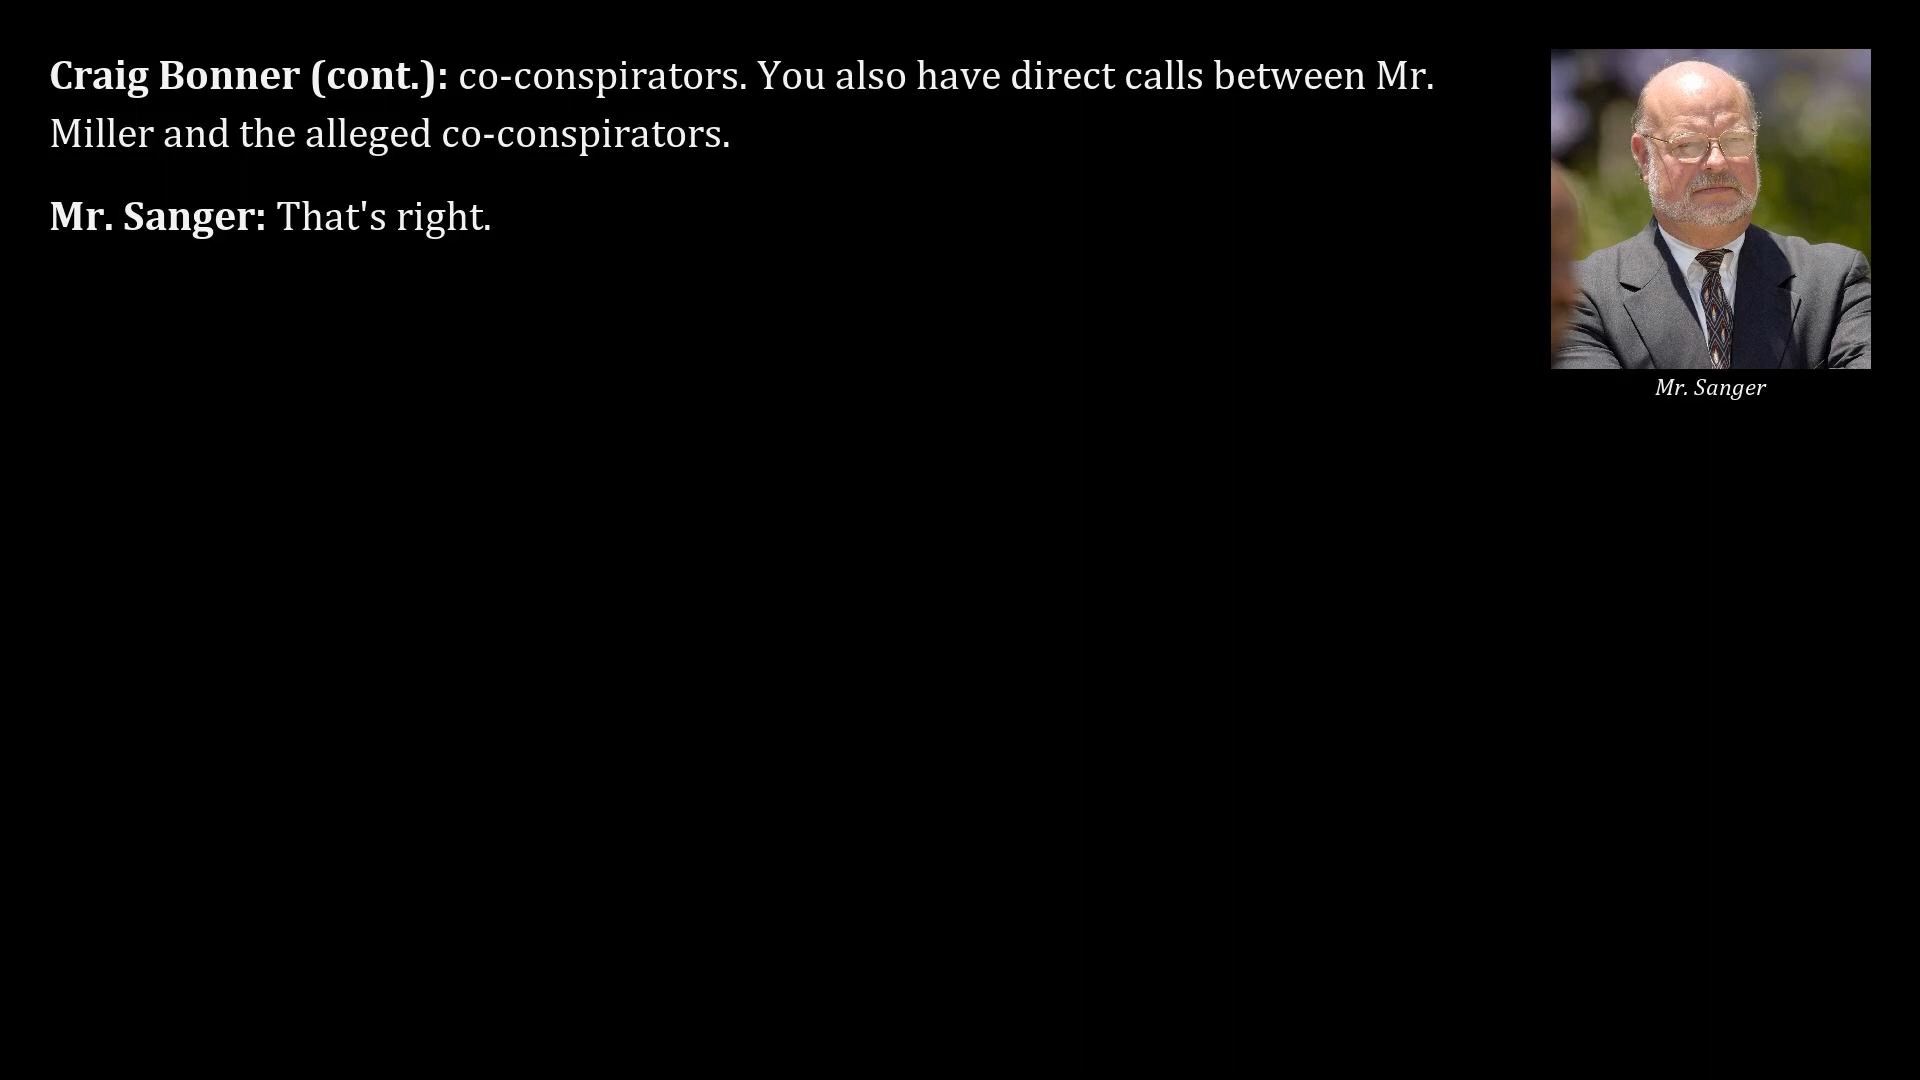 Craig Bonner (cont.): co-conspirators. You also have direct calls between Mr.
Miller and the alleged co-conspirators.
Mr. Sanger: That's right.
Mr. Sanger